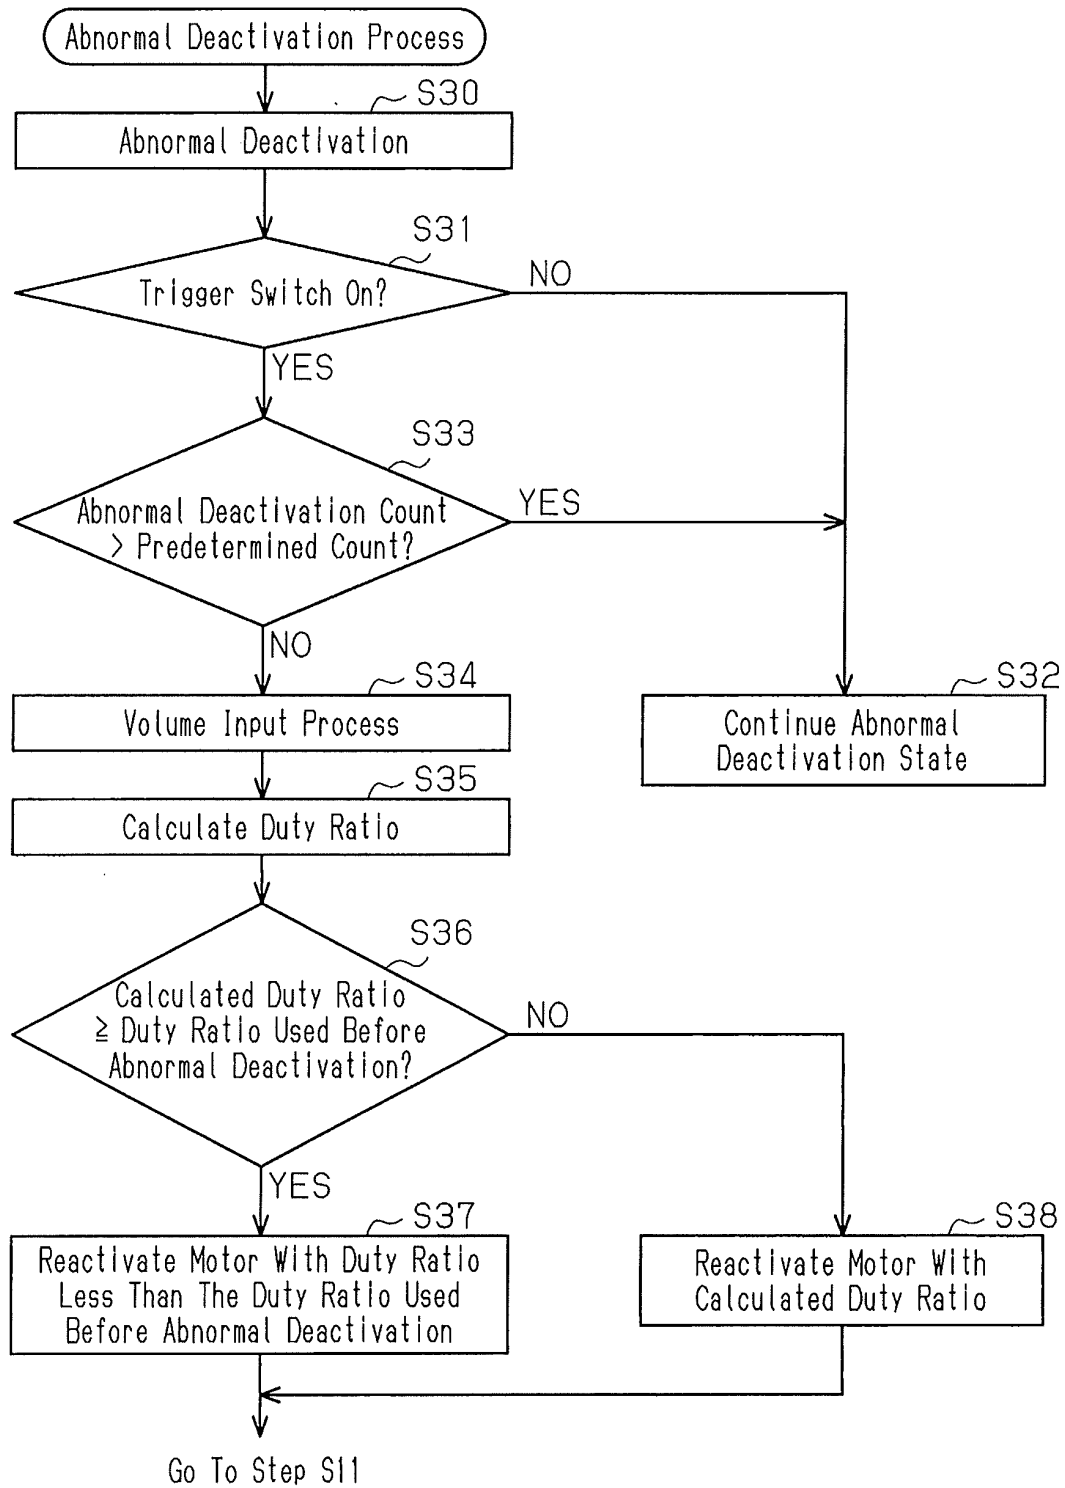 Abnormal Deactivation Process
S30
Abnormal Deactivation
S31
Trigger Switch On?
NO
YES
S33
Abnormal Deactivation Count
> Predetermined Count?
YES
NO
S34
Volume Input Process
S32
Continue Abnormal
Deactivation State
S35
Calculate Duty Ratio
S36
Calculated Duty Ratio
≧ Duty Ratio Used Before
Abnormal Deactivation?
NO
YES
S37
Reactivate Motor With Duty Ratio
Less Than The Duty Ratio Used
Before Abnormal Deactivation
S38
Reactivate Motor With
Calculated Duty Ratio
Go To Step S11